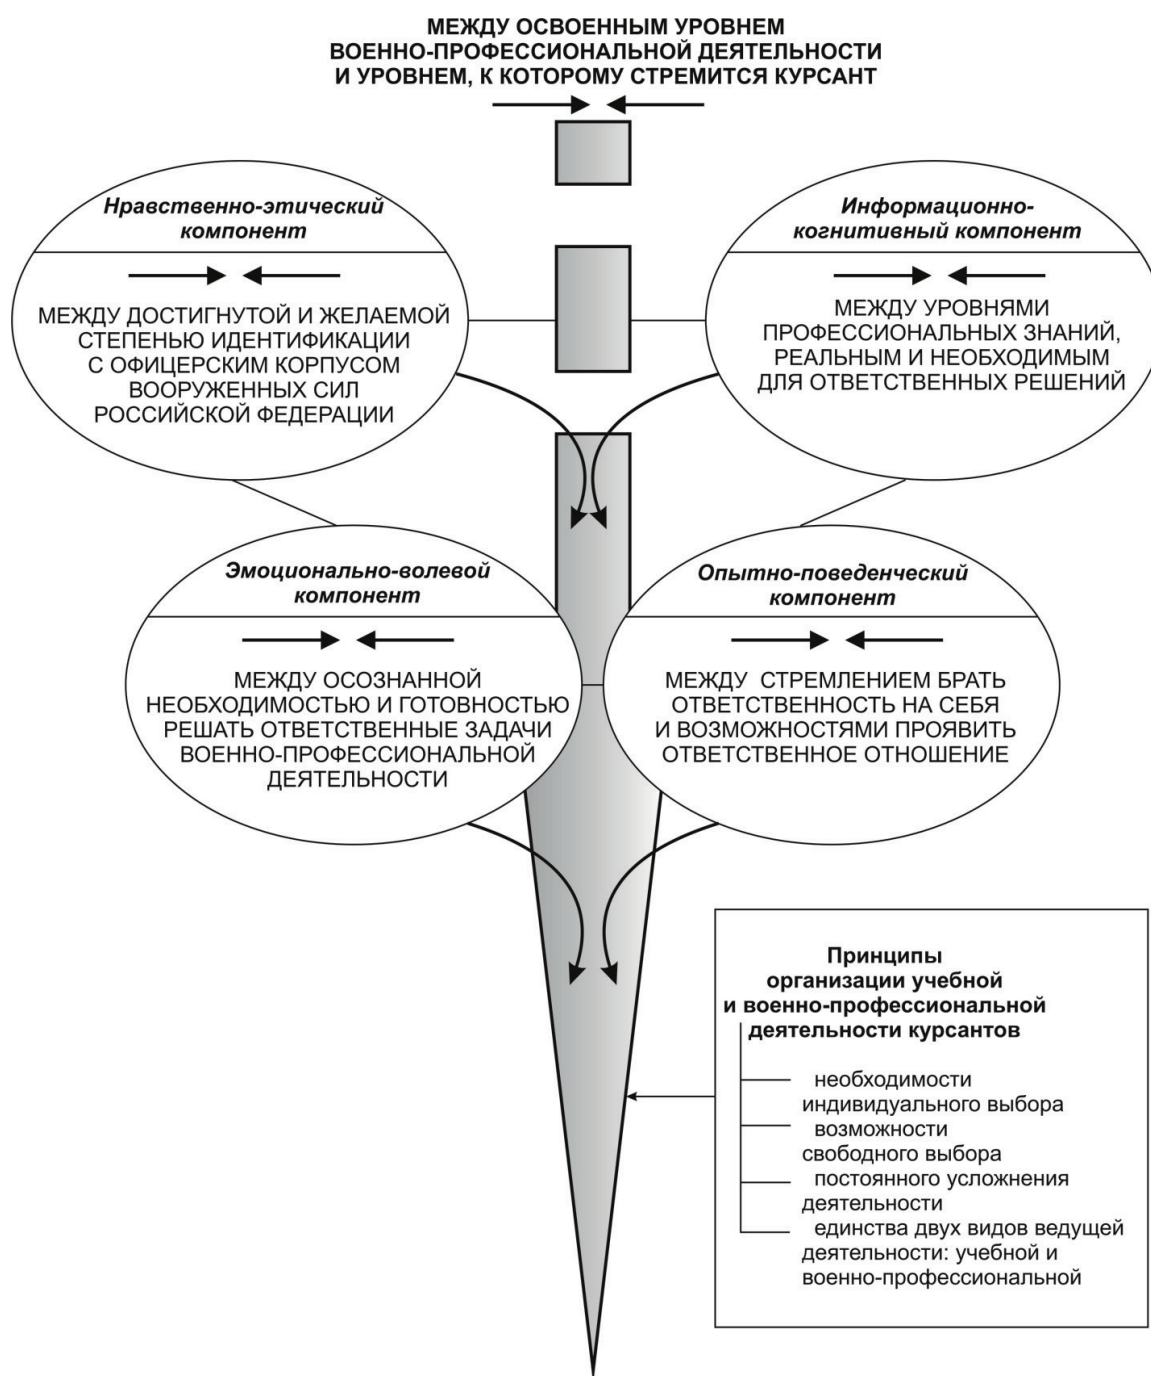 МЕЖДУ ОСВОЕННЫМ УРОВНЕМ
ВОЕННО-ПРОФЕССИОНАЛЬНОЙ ДЕЯТЕЛЬНОСТИ
И УРОВНЕМ, К КОТОРОМУ СТРЕМИТСЯ КУРСАНТ
Нравственно-этический
компонент
МЕЖДУ ДОСТИГНУТОЙ И ЖЕЛАЕМОЙ
СТЕПЕНЬЮ ИДЕНТИФИКАЦИИ
С ОФИЦЕРСКИМ КОРПУСОМ
ВООРУЖЕННЫХ СИЛ
РОССИЙСКОЙ ФЕДЕРАЦИИ
Информационно-
когнитивный компонент
МЕЖДУ УРОВНЯМИ
ПРОФЕССИОНАЛЬНЫХ ЗНАНИЙ,
РЕАЛЬНЫМ И НЕОБХОДИМЫМ
ДЛЯ ОТВЕТСТВЕННЫХ РЕШЕНИЙ
Эмоционально-волевой
компонент
МЕЖДУ ОСОЗНАННОЙ
НЕОБХОДИМОСТЬЮ И ГОТОВНОСТЬЮ
РЕШАТЬ ОТВЕТСТВЕННЫЕ ЗАДАЧИ
ВОЕННО-ПРОФЕССИОНАЛЬНОЙ
ДЕЯТЕЛЬНОСТИ
Опытно-поведенческий
компонент
МЕЖДУ СТРЕМЛЕНИЕМ БРАТЬ
ОТВЕТСТВЕННОСТЬ НА СЕБЯ
И ВОЗМОЖНОСТЯМИ ПРОЯВИТЬ
ОТВЕТСТВЕННОЕ ОТНОШЕНИЕ
Принципы
организации учебной
и военно-профессиональной
деятельности курсантов
необходимости
индивидуального выбора
возможности
свободного выбора
постоянного усложнения
деятельности
единства двух видов ведущей
деятельности: учебной и
военно-профессиональной